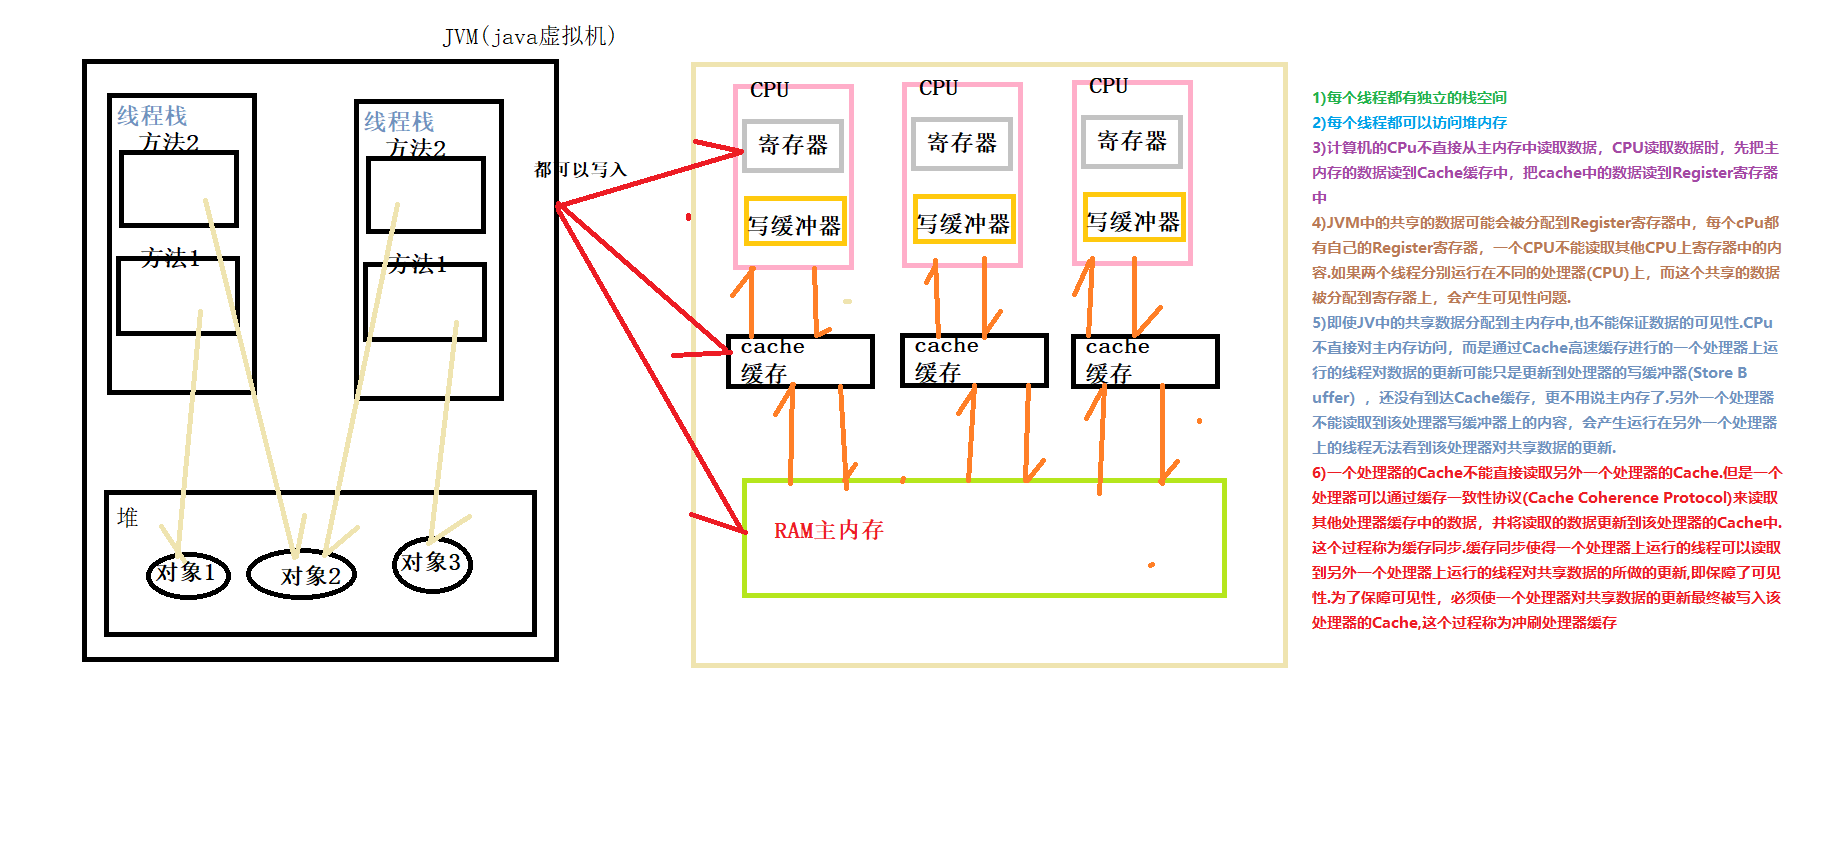 JVM(java虚拟机)
线程栈
方法2
方法1
线程栈
方法2
方法1
堆
对象1
对象2
对象3
都可以写入
CPU
寄存器
写缓冲器
CPU
寄存器
写缓冲器
CPU
寄存器
写缓冲器
cache
缓存
cache
缓存
cache
缓存
RAM主内存
1)每个线程都有独立的栈空间
2)每个线程都可以访问堆内存
3)计算机的CPu不直接从主内存中读取数据，CPU读取数据时，先把主
内存的数据读到Cache缓存中，把cache中的数据读到Register寄存器
中
4)JVM中的共享的数据可能会被分配到Register寄存器中，每个cPu都
有自己的Register寄存器，一个CPU不能读取其他CPU上寄存器中的内
容.如果两个线程分别运行在不同的处理器(CPU)上，而这个共享的数据
被分配到寄存器上，会产生可见性问题.
5)即使JV中的共享数据分配到主内存中,也不能保证数据的可见性.CPu
不直接对主内存访问，而是通过Cache高速缓存进行的一个处理器上运
行的线程对数据的更新可能只是更新到处理器的写缓冲器(Store B
uffer) ，还没有到达Cache缓存，更不用说主内存了.另外一个处理器
不能读取到该处理器写缓冲器上的内容，会产生运行在另外一个处理器
上的线程无法看到该处理器对共享数据的更新.
6)一个处理器的Cache不能直接读取另外一个处理器的Cache.但是一个
处理器可以通过缓存一致性协议(Cache Coherence Protocol)来读取
其他处理器缓存中的数据，并将读取的数据更新到该处理器的Cache中.
这个过程称为缓存同步.缓存同步使得一个处理器上运行的线程可以读取
到另外一个处理器上运行的线程对共享数据的所做的更新,即保障了可见
性.为了保障可见性，必须使一个处理器对共享数据的更新最终被写入该
处理器的Cache,这个过程称为冲刷处理器缓存